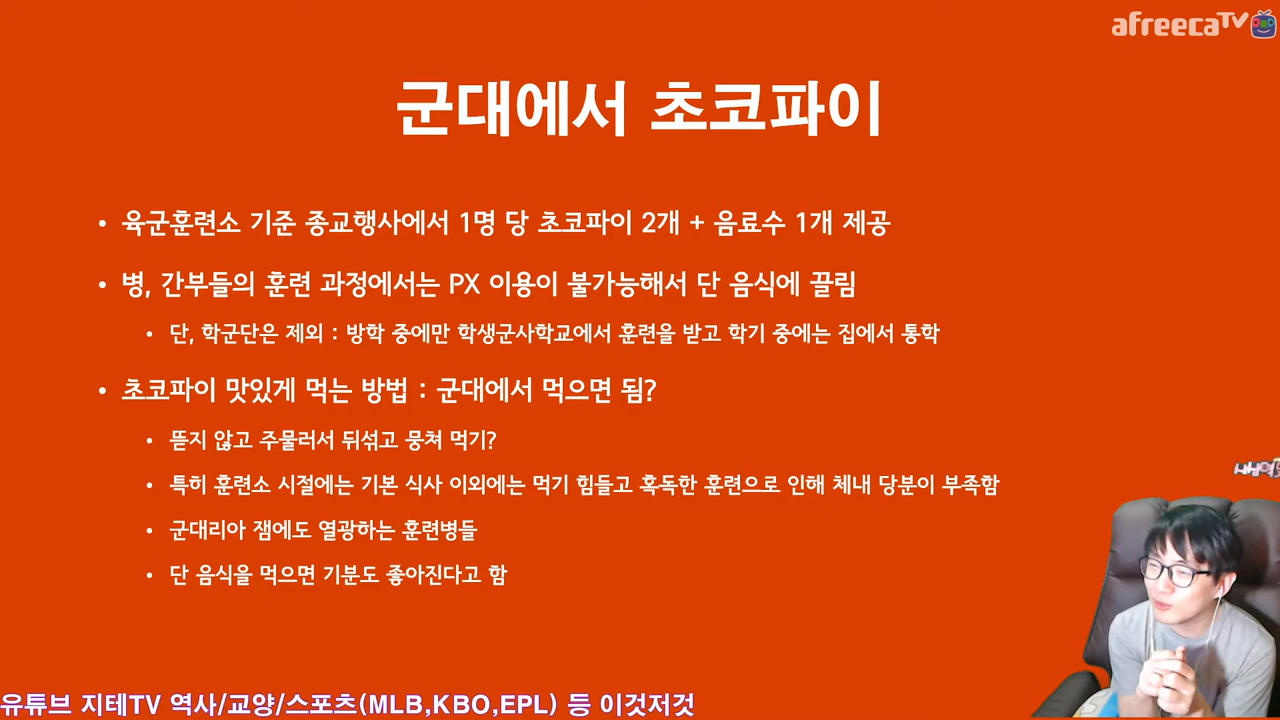 afreecaTV
군대에서 초코파이
• 육군훈련소 기준 종교행사에서 1명 당 초코파이 2개 + 음료수 1개 제공
• 병, 간부들의 훈련 과정에서는 PX 이용이 불가능해서 단 음식에 끌림
• 단, 학군단은 제외 : 방학 중에만 학생군사학교에서 훈련을 받고 학기 중에는 집에서 통학
• 초코파이 맛있게 먹는 방법 : 군대에서 먹으면 됨?
• 뜯지 않고 주물러서 뒤섞고 뭉쳐 먹기?
• 특히 훈련소 시절에는 기본 식사 이외에는 먹기 힘들고 혹독한 훈련으로 인해 체내 당분이 부족함
• 군대리아 잼에도 열광하는 훈련병들
• 단 음식을 먹으면 기분도 좋아진다고 함
유튜브 지테TV 역사/교양/스포츠(MLB,KBO,EPL) 등 이것저것